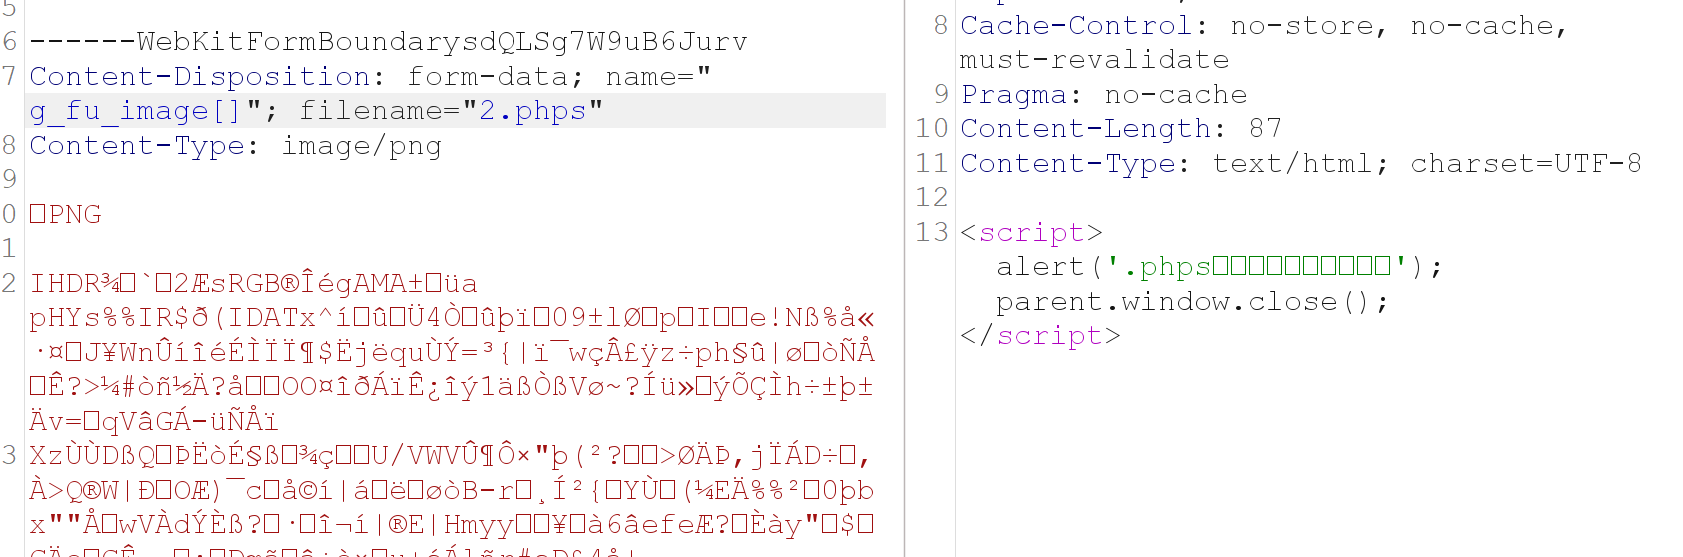 5
6 ------WebKitFormBoundarysdQLSg7W9uB6Jurv
7 Content-Disposition: form-data; name="
g_fu_image[]"; filename="2.phps"
8 Content-Type: image/png
9
0 □PNG
1
2 IHDR¾□`□2ÆsRGB®ÎégAMA±□üa
pHYs%%IR$ð(IDATx^í□û□Ü4Ò□ûþï□09±lØ□p□I□□e!Nß%å«
·¤□J¥WnÛíîéÉÌÏÏ¶$ËjëquÙÝ=³{|ï¯wçÂ£ÿz÷ph§û|ø□òÑÅ
□Ê?>¼#òñ½Ä?å□□OO¤îðÁïÊ¿îý1äßÒßVø~?Íü»□ýÕÇÌh÷±þ±
Äv=□qVâGÁ-üÑÅï
3 XzÙÙDßQ□ÞËòÉ§ß□¾ç□□U/VWVÛ¶Ô×"þ(²?□□>ØÄÞ,jÏÁD÷□,
À>Q®W|Ð□OÆ)¯c□å©í|á□ë□øòB-r□¸Í²{□YÙ□(¼EÄ%%²□0þb
x""Å□wVÀdÝÈß?□·□î¬í|®E|Hmyy□□¥□à6âefeÆ?□Èày"□$□
8 Cache-Control: no-store, no-cache,
must-revalidate
9 Pragma: no-cache
10 Content-Length: 87
11 Content-Type: text/html; charset=UTF-8
12
13 <script>
alert('.phps□□□□□□□□□□');
parent.window.close();
</script>